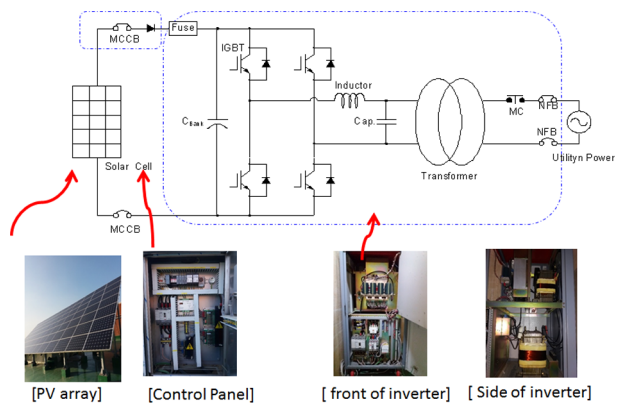 MCCB
Fuse
IGBT
Inductor
C Bank
Cap.
MC
NFB
NFB
Utilityn Power
Solar Cell
Transformer
MCCB
[PV array]
[Control Panel]
[ front of inverter]
[ Side of inverter]